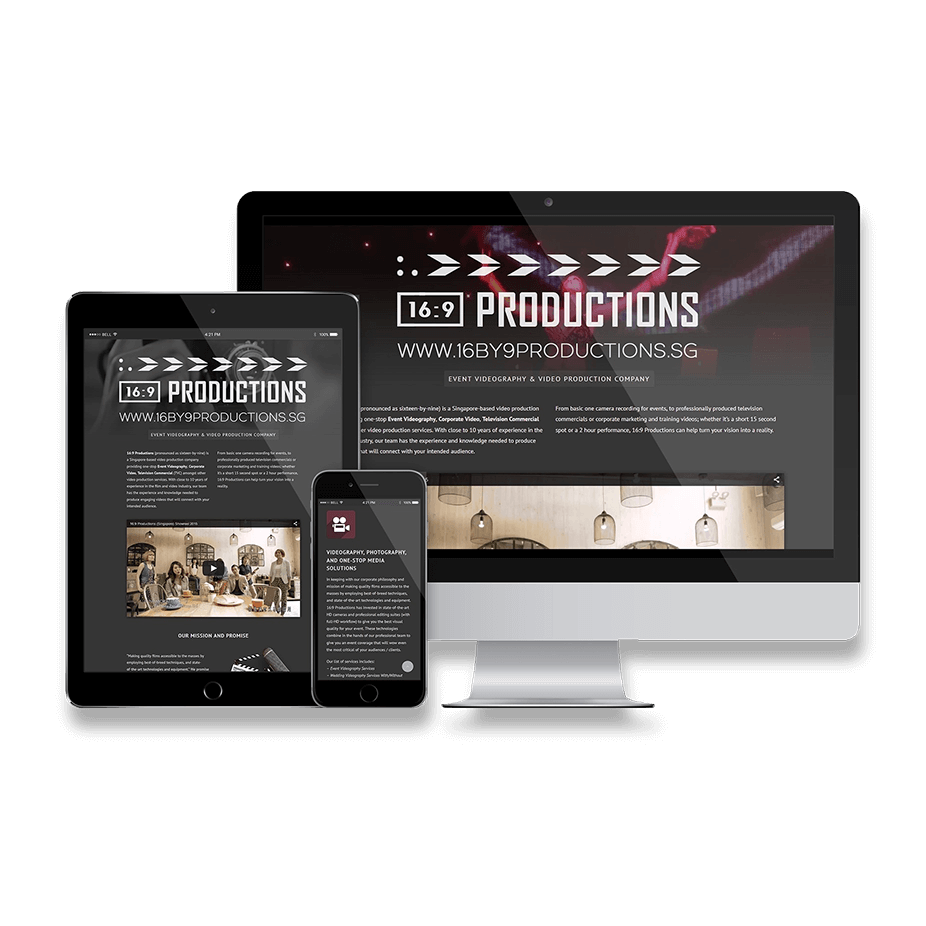 16:9 PRODUCTIONS
WWW.16BY9PRODUCTIONS.SG
EVENT VIDEOGRAPHY & VIDEO PRODUCTION COMPANY
pronounced as sixteen-by-nine) is a Singapore-based video production
one-stop Event Videography, Corporate Video, Television Commercial
er video production services. With close to 10 years of experience in the
ustry, our team has the experience and knowledge needed to produce
that will connect with your intended audience.
From basic one camera recording for events, to professionally produced television
commercials or corporate marketing and training videos; whether it's a short 15 second
spot or a 2 hour performance, 16:9 Productions can help turn your vision into a reality.
BELL
4:21 PM
100%
16:9 PRODUCTIONS
WWW.16BY9PRODUCTIONS.SG
EVENT VIDEOGRAPHY & VIDEO PRODUCTION COMPANY
16:9 Productions (pronounced as sixteen-by-nine) is
a Singapore-based video production company
providing one-stop Event Videography, Corporate
Video, Television Commercial (TVC) amongst other
video production services. With close to 10 years of
experience in the film and video industry our team
has the experience and knowledge needed to
produce engaging videos that will connect with your
intended audience.
From basic one camera recording for events, to
professionally produced television commercials or
corporate marketing and training videos; whether
it's a short 15 second spot or a 2 hour performance,
16:9 Productions can help turn your vision into a
reality.
16:9 Productions (Singapore) Showreel 2016
OUR MISSION AND PROMISE
"Making quality films accessible to the masses by
employing best of breed techniques, and state
of-the-art technologies and equipment." We promise
BELL
4:21 PM
100%
VIDEOGRAPHY, PHOTOGRAPHY,
AND ONE-STOP MEDIA
SOLUTIONS
In keeping with our corporate philosophy and
mission of making quality films accessible to the
masses by employing best of breed techniques,
and state-of-the-art technologies and equipment,
16:9 Productions has invested in state-of-the-art
HD cameras and professional editing suites (with
full-HD workflow) to give you the best visual
quality for your event. These technologies
combine in the hands of our professional team to
give you an event coverage that will wow even
the most critical of your audiences / clients.
Our list of services includes:
– Event Videography Services
– Wedding Videography Services With/Without